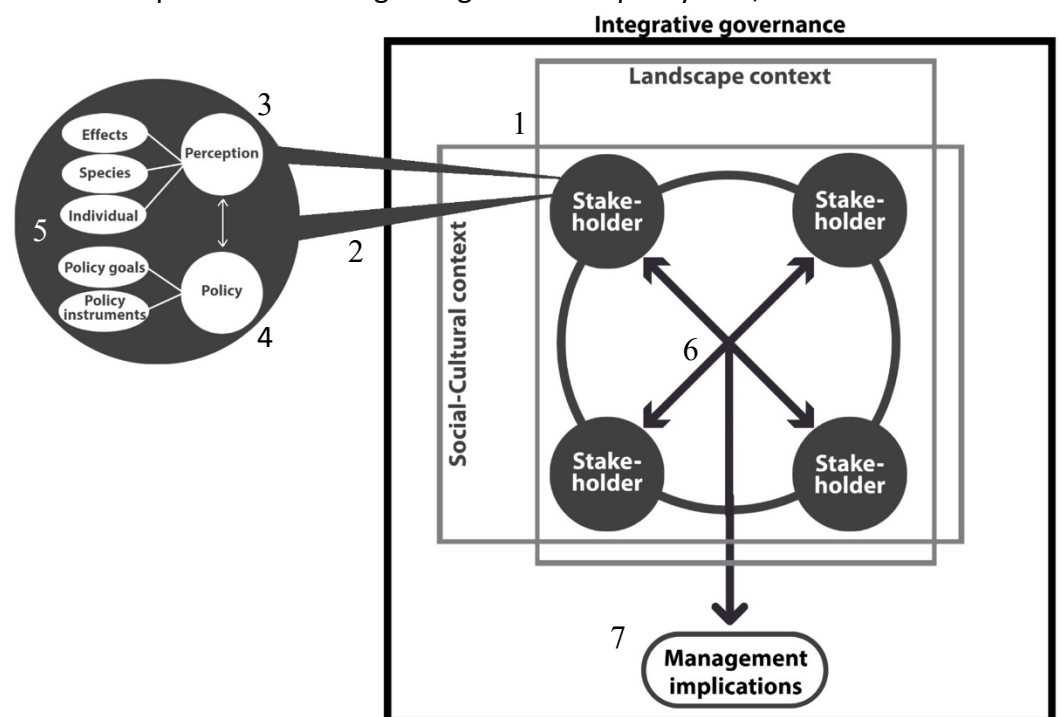 Integrative governance
Landscape context
1
3
Effects
Perception
Species
Individual
5
2
Policy goals
Policy
Policy
instruments
4
Social-Cultural context
Stake-
holder
Stake-
holder
6
Stake-
holder
Stake-
holder
7
Management
implications